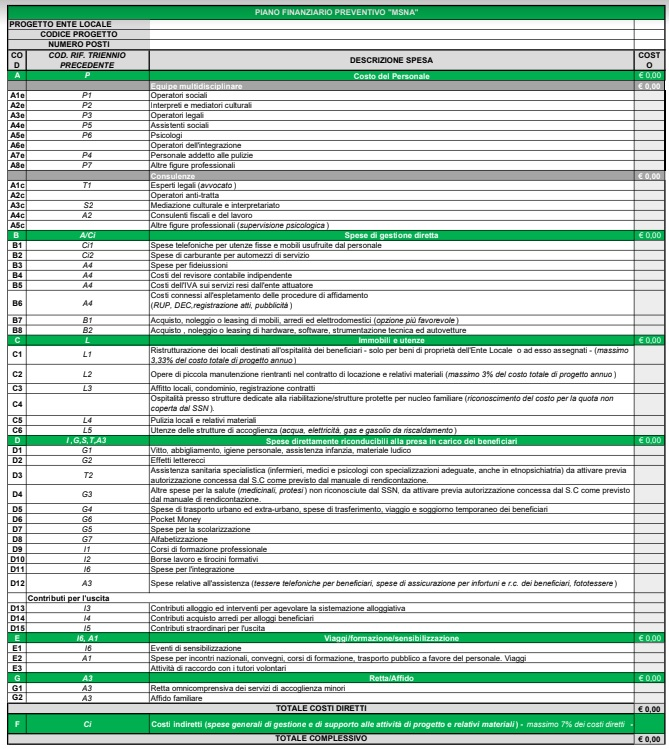 PIANO FINANZIARIO PREVENTIVO "MSNA"
PROGETTO ENTE LOCALE
CODICE PROGETTO
NUMERO POSTI
CO D COD. RIF. TRIENNIO PRECEDENTE DESCRIZIONE SPESA COST O
A P Costo del Personale € 0,00
Equipe multidisciplinare € 0,00
A1e P1 Operatori sociali
A2e P2 Interpreti e mediatori culturali
A3e P3 Operatori legali
A4e P5 Assistenti sociali
A5e P6 Psicologi
A6e Operatori dell'integrazione
A7e P4 Personale addetto alle pulizie
A8e P7 Altre figure professionali
Consulenze € 0,00
A1c T1 Esperti legali (avvocato )
A2c Operatori anti-tratta
A3c S2 Mediazione culturale e interpretariato
A4c A2 Consulenti fiscali e del lavoro
A5c Altre figure professionali (supervisione psicologica )
B A/Ci Spese di gestione diretta € 0,00
B1 Ci1 Spese telefoniche per utenze fisse e mobili usufruite dal personale
B2 Ci2 Spese di carburante per automezzi di servizio
B3 A4 Spese per fideiussioni
B4 A4 Costi del revisore contabile indipendente
B5 A4 Costi dell'IVA sui servizi resi dall'ente attuatore
B6 A4 Costi connessi all'espletamento delle procedure di affidamento
(RUP, DEC,registrazione atti, pubblicità )
B7 B1 Acquisto, noleggio o leasing di mobili, arredi ed elettrodomestici (opzione più favorevole )
B8 B2 Acquisto , noleggio o leasing di hardware, software, strumentazione tecnica ed autovetture
C L Immobili e utenze € 0,00
C1 L1 Ristrutturazione dei locali destinati all'ospitalità dei beneficiari - solo per beni di proprietà dell'Ente Locale o ad esso assegnati - (massimo
3,33% del costo totale di progetto annuo )
C2 L2 Opere di piccola manutenzione rientranti nel contratto di locazione e relativi materiali (massimo 3% del costo totale di progetto annuo )
C3 L3 Affitto locali, condominio, registrazione contratti
C4 Ospitalità presso strutture dedicate alla riabilitazione/strutture protette per nucleo familiare (riconoscimento del costo per la quota non
coperta dal SSN ).
C5 L4 Pulizia locali e relativi materiali
C6 L5 Utenze delle strutture di accoglienza (acqua, elettricità, gas e gasolio da riscaldamento )
D I ,G,S,T,A3 Spese direttamente riconducibili alla presa in carico dei beneficiari € 0,00
D1 G1 Vitto, abbigliamento, igiene personale, assistenza infanzia, materiale ludico
D2 G2 Effetti letterecci
D3 T2 Assistenza sanitaria specialistica (infermieri, medici e psicologi con specializzazioni adeguate, anche in etnopsichiatria) da attivare previa
autorizzazione concessa dal S.C come previsto dal manuale di rendicontazione.
D4 G3 Altre spese per la salute (medicinali, protesi ) non riconosciute dal SSN, da attivare previa autorizzazione concessa dal S.C come previsto
dal manuale di rendicontazione.
D5 G4 Spese di trasporto urbano ed extra-urbano, spese di trasferimento, viaggio e soggiorno temporaneo dei beneficiari
D6 G6 Pocket Money
D7 G5 Spese per la scolarizzazione
D8 G7 Alfabetizzazione
D9 I1 Corsi di formazione professionale
D10 I2 Borse lavoro e tirocini formativi
D11 I6 Spese per l'integrazione
D12 A3 Spese relative all'assistenza (tessere telefoniche per beneficiari, spese di assicurazione per infortuni e r.c. dei beneficiari, fototessere )
Contributi per l'uscita
D13 I3 Contributi alloggio ed interventi per agevolare la sistemazione alloggiativa
D14 I4 Contributi acquisto arredi per alloggi beneficiari
D15 I5 Contributi straordinari per l'uscita
E I6, A1 Viaggi/formazione/sensibilizzazione € 0,00
E1 I6 Eventi di sensibilizzazione
E2 A1 Spese per incontri nazionali, convegni, corsi di formazione, trasporto pubblico a favore del personale. Viaggi
E3 Attività di raccordo con i tutori volontari
G A3 Retta/Affido € 0,00
G1 A3 Retta omnicomprensiva dei servizi di accoglienza minori
G2 A3 Affido familiare
TOTALE COSTI DIRETTI € 0,00
F Ci Costi indiretti (spese generali di gestione e di supporto alle attività di progetto e relativi materiali ) - massimo 7% dei costi diretti -
TOTALE COMPLESSIVO € 0,00